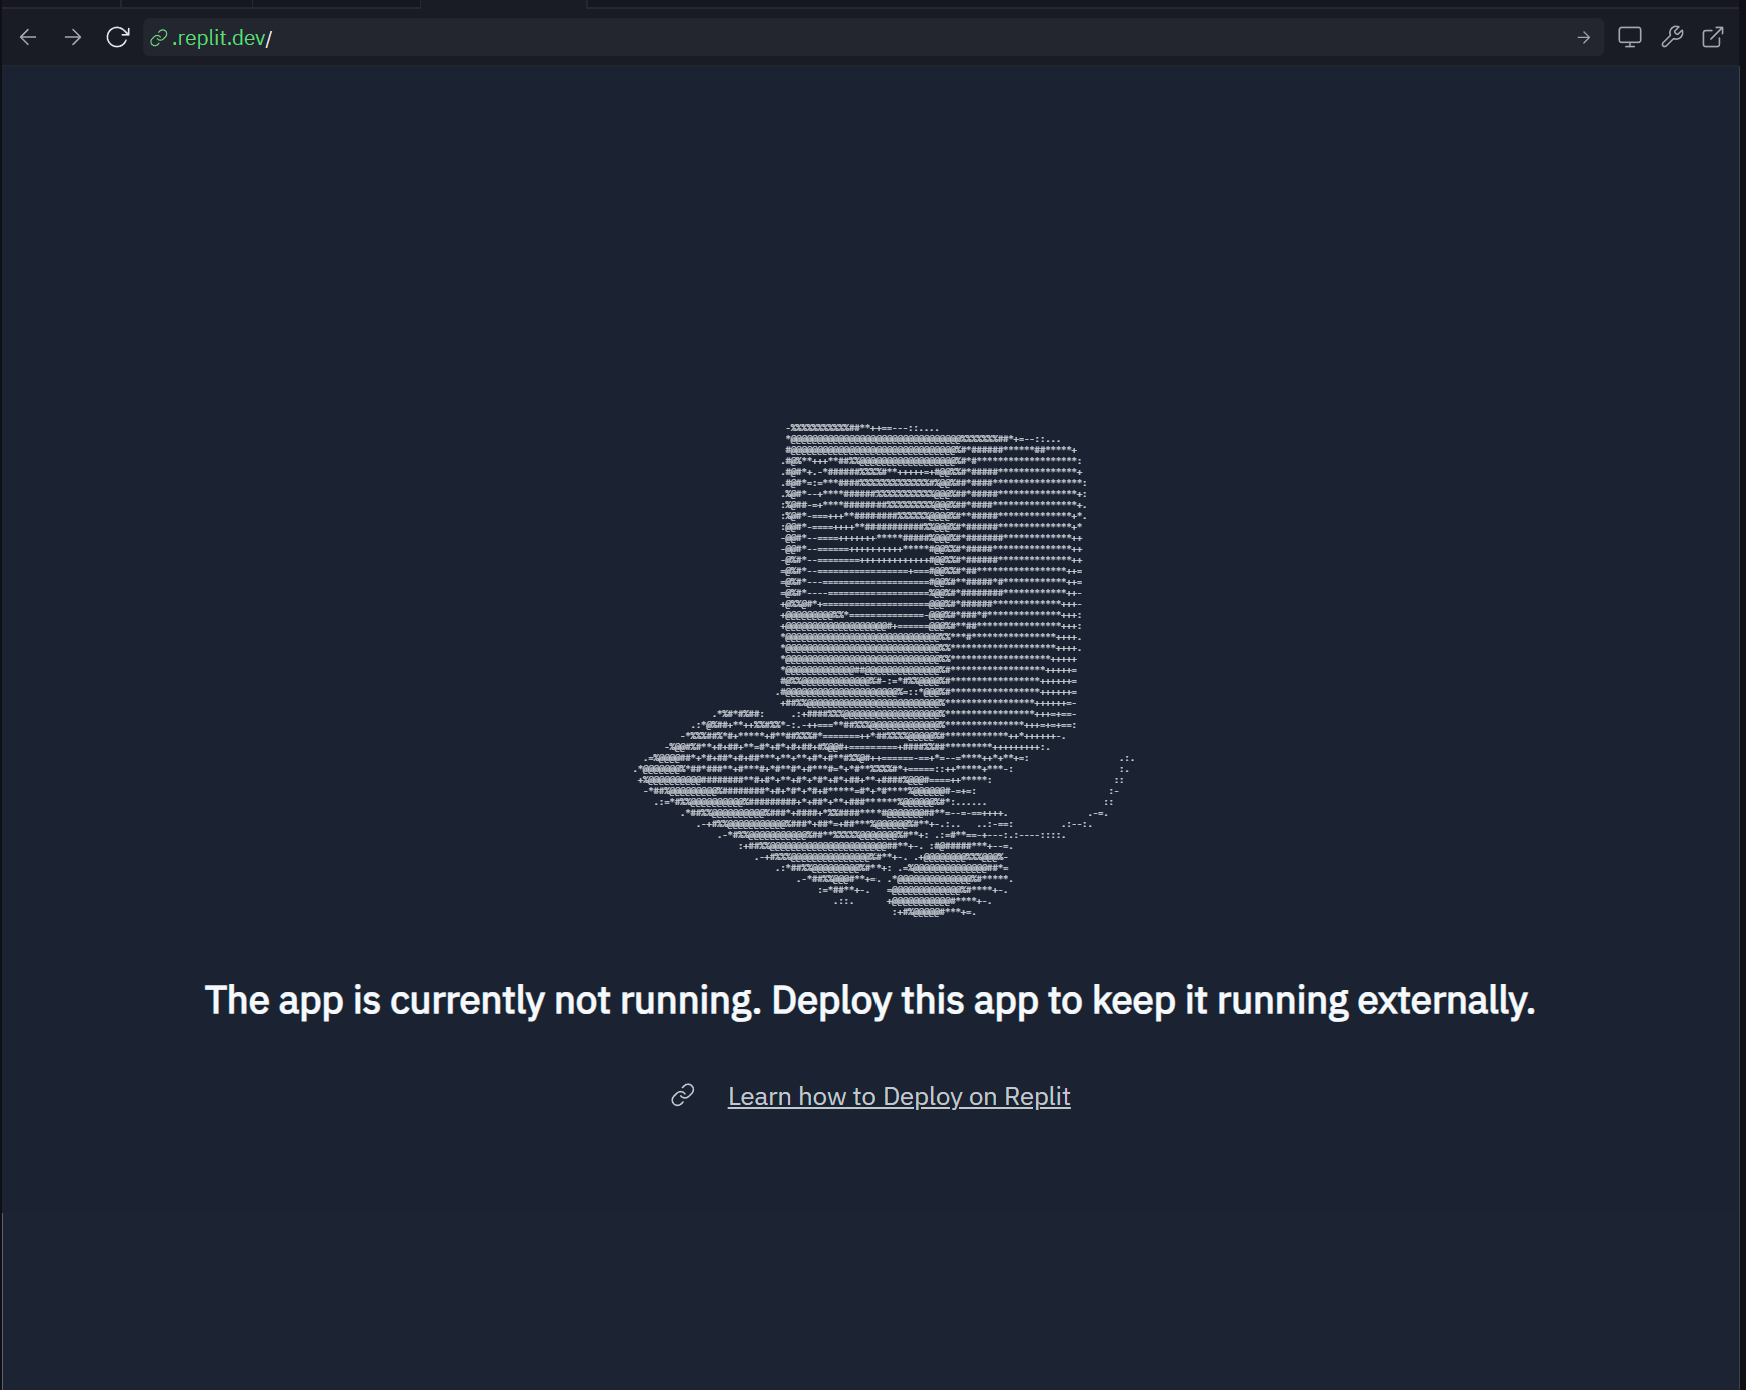 .replit.dev/
The app is currently not running. Deploy this app to keep it running externally.
Learn how to Deploy on Replit